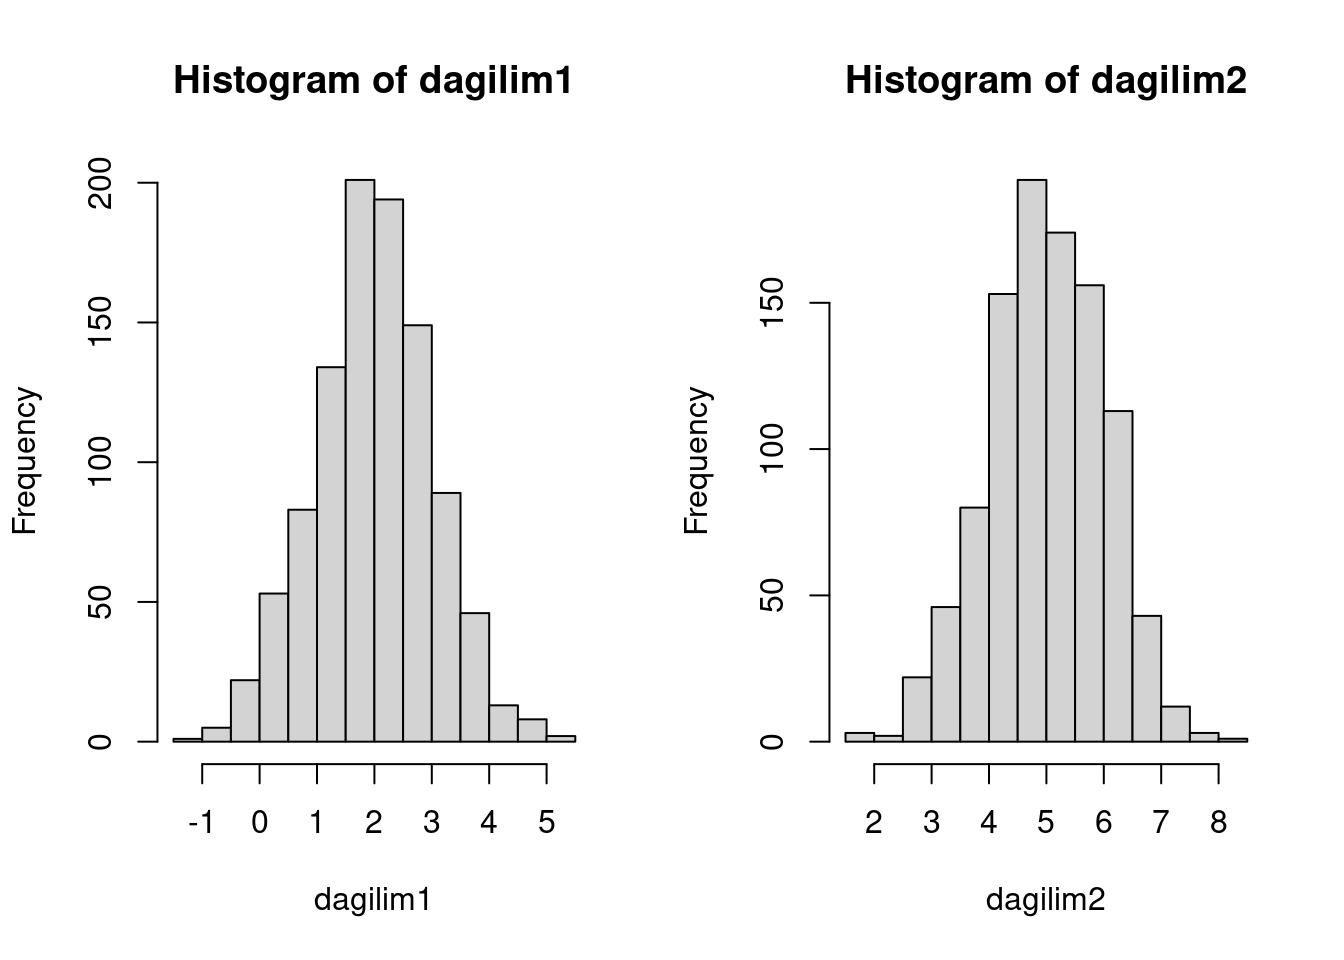 Histogram of dagilim1
Frequency
200
150
100
50
0
-1 0 1 2 3 4 5
dagilim1
Histogram of dagilim2
Frequency
150
100
50
0
2 3 4 5 6 7 8
dagilim2